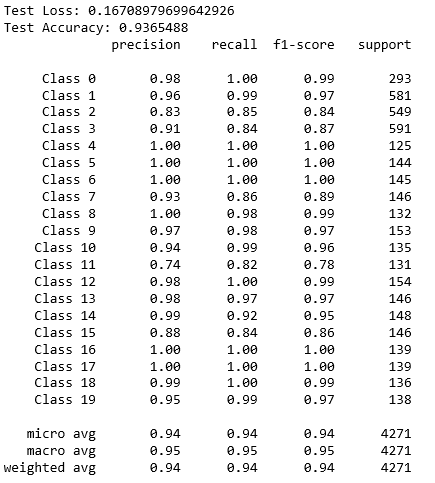 Test Loss: 0.16708979699642926
Test Accuracy: 0.9365488
precision recall f1-score support
Class 0 0.98 1.00 0.99 293
Class 1 0.96 0.99 0.97 581
Class 2 0.83 0.85 0.84 549
Class 3 0.91 0.84 0.87 591
Class 4 1.00 1.00 1.00 125
Class 5 1.00 1.00 1.00 144
Class 6 1.00 1.00 1.00 145
Class 7 0.93 0.86 0.89 146
Class 8 1.00 0.98 0.99 132
Class 9 0.97 0.98 0.97 153
Class 10 0.94 0.99 0.96 135
Class 11 0.74 0.82 0.78 131
Class 12 0.98 1.00 0.99 154
Class 13 0.98 0.97 0.97 146
Class 14 0.99 0.92 0.95 148
Class 15 0.88 0.84 0.86 146
Class 16 1.00 1.00 1.00 139
Class 17 1.00 1.00 1.00 139
Class 18 0.99 1.00 0.99 136
Class 19 0.95 0.99 0.97 138
micro avg 0.94 0.94 0.94 4271
macro avg 0.95 0.95 0.95 4271
weighted avg 0.94 0.94 0.94 4271